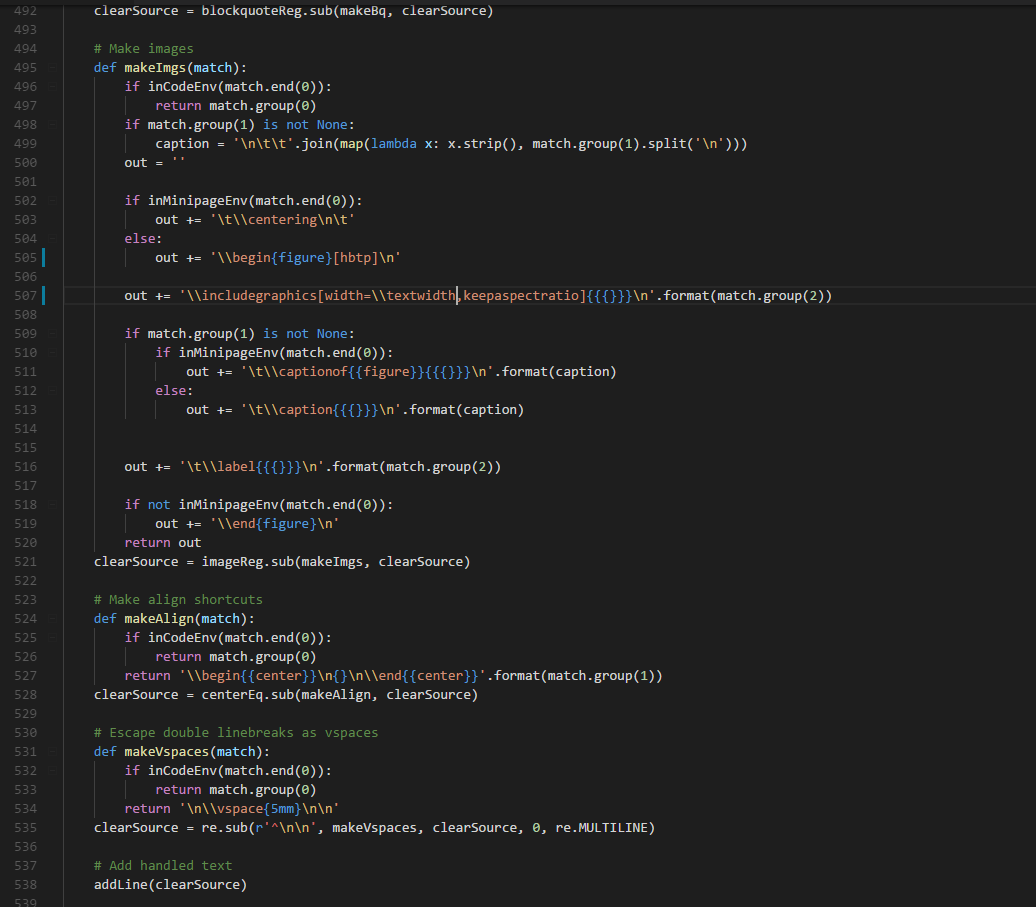 492 clearSource = blockquoteReg.sub(makeBq, clearSource)
493
494 # Make images
495 def makeImgs(match):
496 if inCodeEnv(match.end(0)):
497 return match.group(0)
498 if match.group(1) is not None:
499 caption = '\n\t\t'.join(map(lambda x: x.strip(), match.group(1).split('\n')))
500 out = ''
501
502 if inMinipageEnv(match.end(0)):
503 out += '\t\\centering\n\t'
504 else:
505 out += '\\begin{figure}[hbtp]\n'
506
507 out += '\\includegraphics[width=\\textwidth,keepaspectratio]{{{}}}\n'.format(match.group(2))
508
509 if match.group(1) is not None:
510 if inMinipageEnv(match.end(0)):
511 out += '\t\\captionof{{figure}}{{{}}}\n'.format(caption)
512 else:
513 out += '\t\\caption{{{}}}\n'.format(caption)
514
515
516 out += '\t\\label{{{}}}\n'.format(match.group(2))
517
518 if not inMinipageEnv(match.end(0)):
519 out += '\\end{figure}\n'
520 return out
521 clearSource = imageReg.sub(makeImgs, clearSource)
522
523 # Make align shortcuts
524 def makeAlign(match):
525 if inCodeEnv(match.end(0)):
526 return match.group(0)
527 return '\\begin{{center}}\n{}\n\\end{{center}}'.format(match.group(1))
528 clearSource = centerEq.sub(makeAlign, clearSource)
529
530 # Escape double linebreaks as vspaces
531 def makeVspaces(match):
532 if inCodeEnv(match.end(0)):
533 return match.group(0)
534 return '\n\\vspace{5mm}\n\n'
535 clearSource = re.sub(r'^\n\n', makeVspaces, clearSource, 0, re.MULTILINE)
536
537 # Add handled text
538 addLine(clearSource)
539